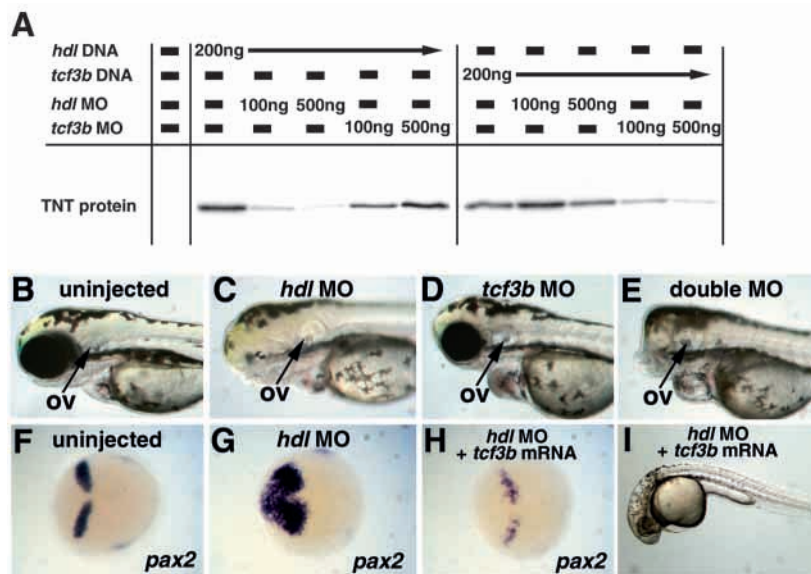 A
hdl DNA 200ng
tcf3b DNA 200ng
hdl MO 100ng 500ng 100ng 500ng
tcf3b MO 100ng 500ng 100ng 500ng
TNT protein
B uninjected
ov
C hdl MO
ov
D tcf3b MO
ov
E double MO
ov
F uninjected
pax2
G hdl MO
pax2
H hdl MO
+ tcf3b mRNA
pax2
I hdl MO
+ tcf3b mRNA